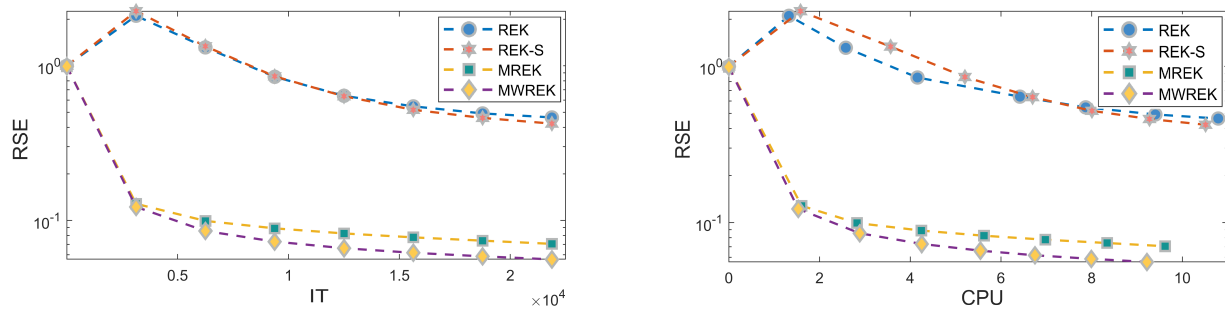 REK
REK-S
MREK
MWREK
10^0
10^-1
RSE
0.5
1
1.5
2
×10^4
IT
REK
REK-S
MREK
MWREK
10^0
10^-1
RSE
0
2
4
6
8
10
CPU